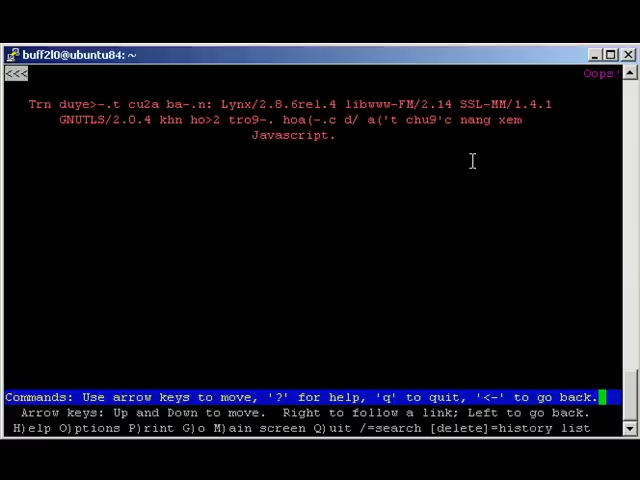 buff2l0@ubuntu84: ~
<<<
Oops!
Trn duye>-.t cu2a ba-.n: Lynx/2.8.6rel.4 libwww-FM/2.14 SSL-MM/1.4.1
GNUTLS/2.0.4 khn ho>2 tro9-. hoa(-.c d/ a('t chu9'c nang xem
Javascript.
Commands: Use arrow keys to move, '?' for help, 'q' to quit, '<-' to go back.
Arrow keys: Up and Down to move.  Right to follow a link; Left to go back.
H)elp O)ptions P)rint G)o M)ain screen Q)uit /=search [delete]=history list